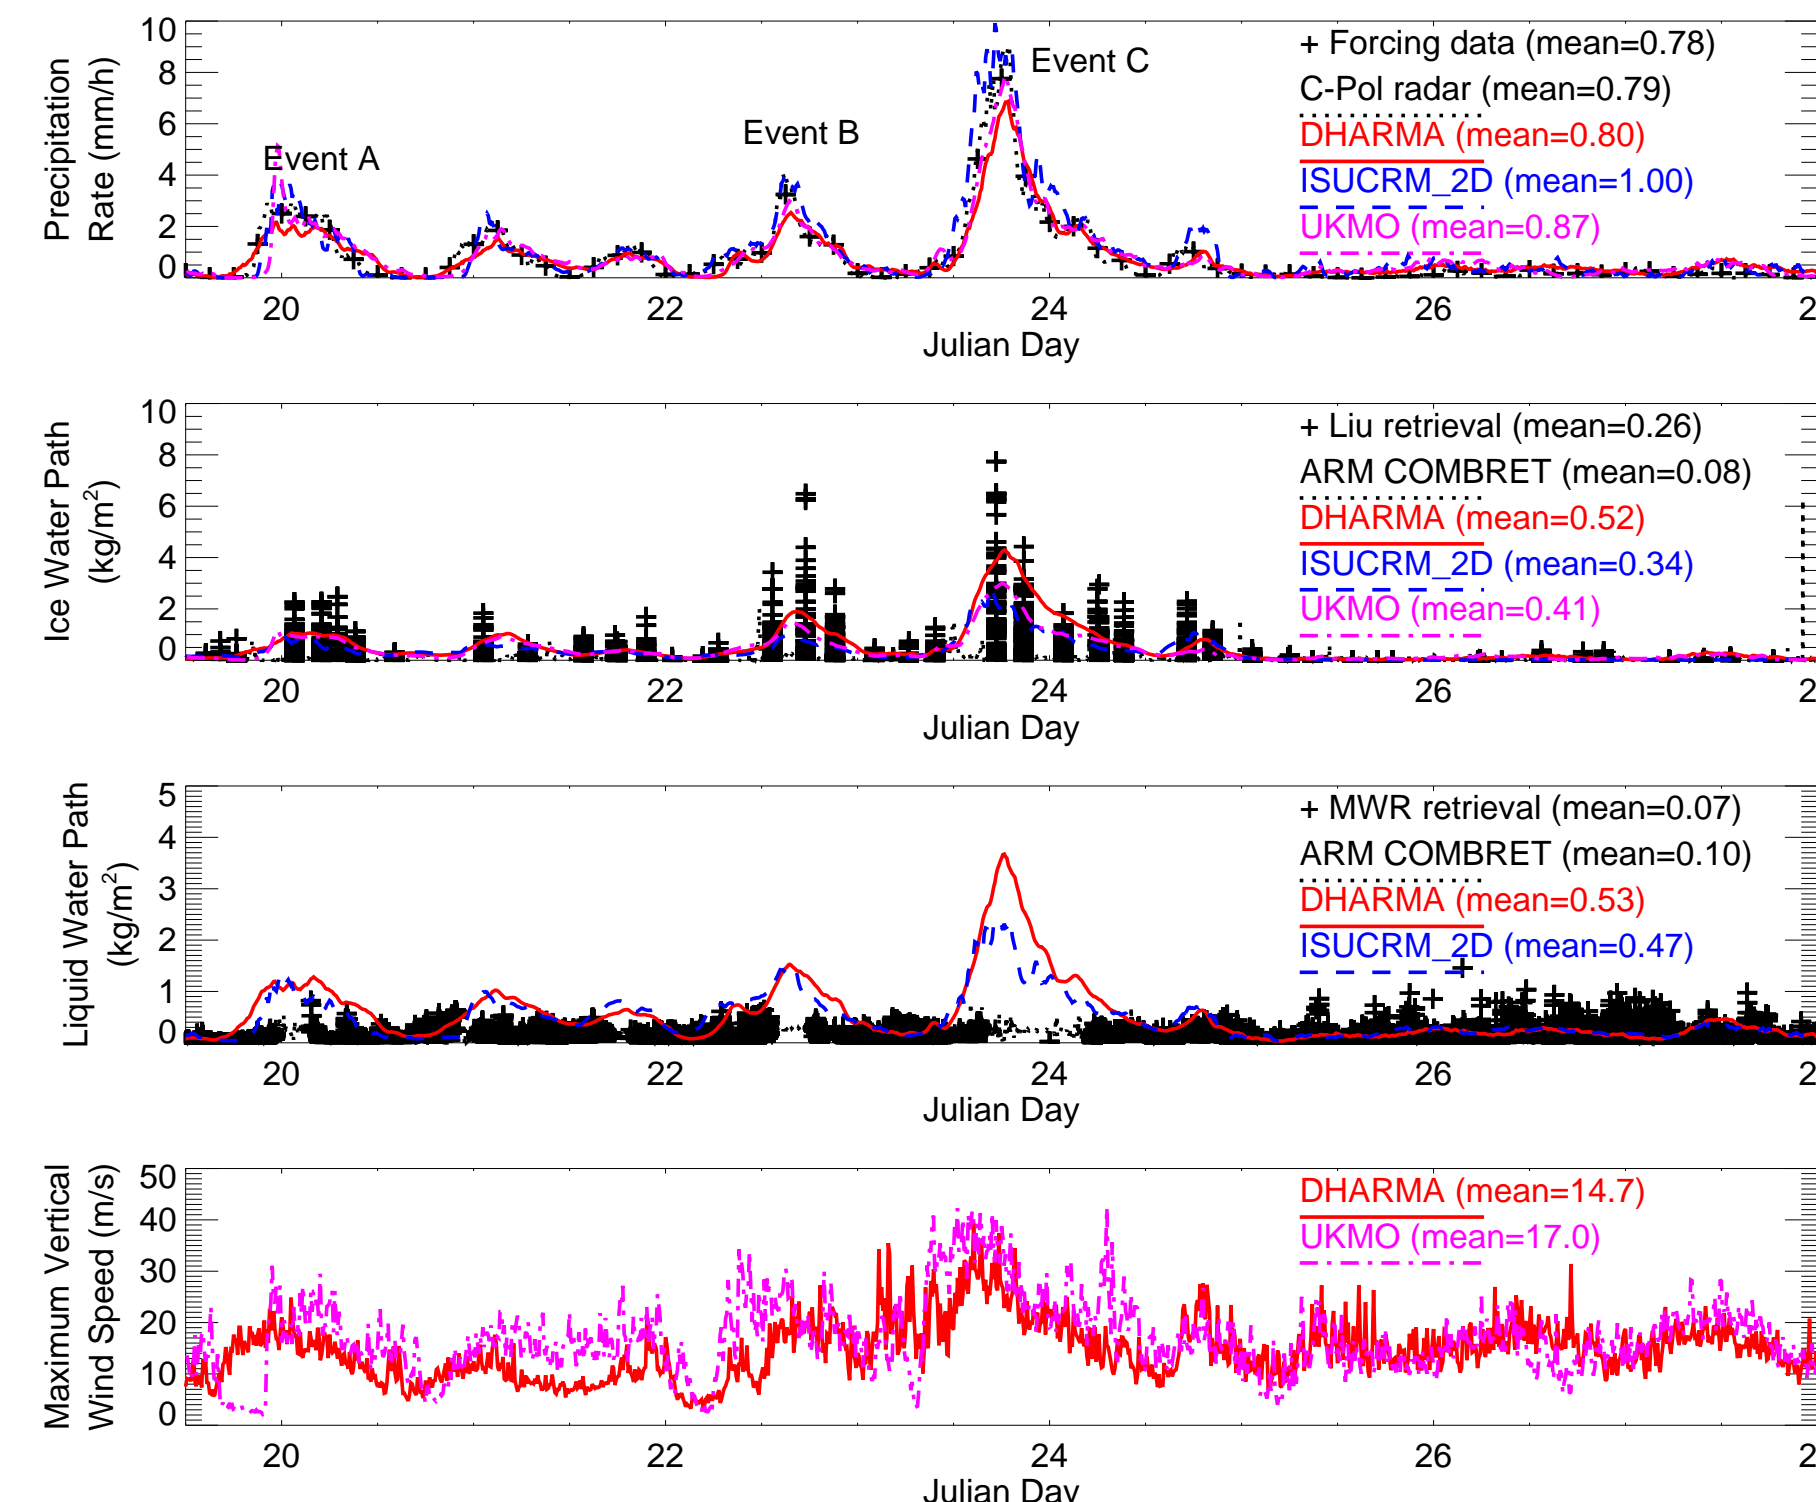 Precipitation
Rate (mm/h)
10
8
6
4
2
0
Event A
Event B
Event C
+ Forcing data (mean=0.78)
C-Pol radar (mean=0.79)
DHARMA (mean=0.80)
ISUCRM_2D (mean=1.00)
UKMO (mean=0.87)
20 22 24 26 2
Julian Day
Ice Water Path
(kg/m²)
10
8
6
4
2
0
+ Liu retrieval (mean=0.26)
ARM COMBRET (mean=0.08)
DHARMA (mean=0.52)
ISUCRM_2D (mean=0.34)
UKMO (mean=0.41)
20 22 24 26 2
Julian Day
Liquid Water Path
(kg/m²)
5
4
3
2
1
0
+ MWR retrieval (mean=0.07)
ARM COMBRET (mean=0.10)
DHARMA (mean=0.53)
ISUCRM_2D (mean=0.47)
20 22 24 26 2
Julian Day
Maximum Vertical
Wind Speed (m/s)
50
40
30
20
10
0
DHARMA (mean=14.7)
UKMO (mean=17.0)
20 22 24 26 2
Julian Day